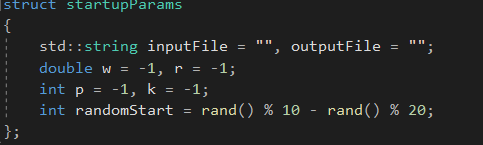 struct startupParams
{
std::string inputFile = "", outputFile = "";
double w = -1, r = -1;
int p = -1, k = -1;
int randomStart = rand() % 10 - rand() % 20;
};